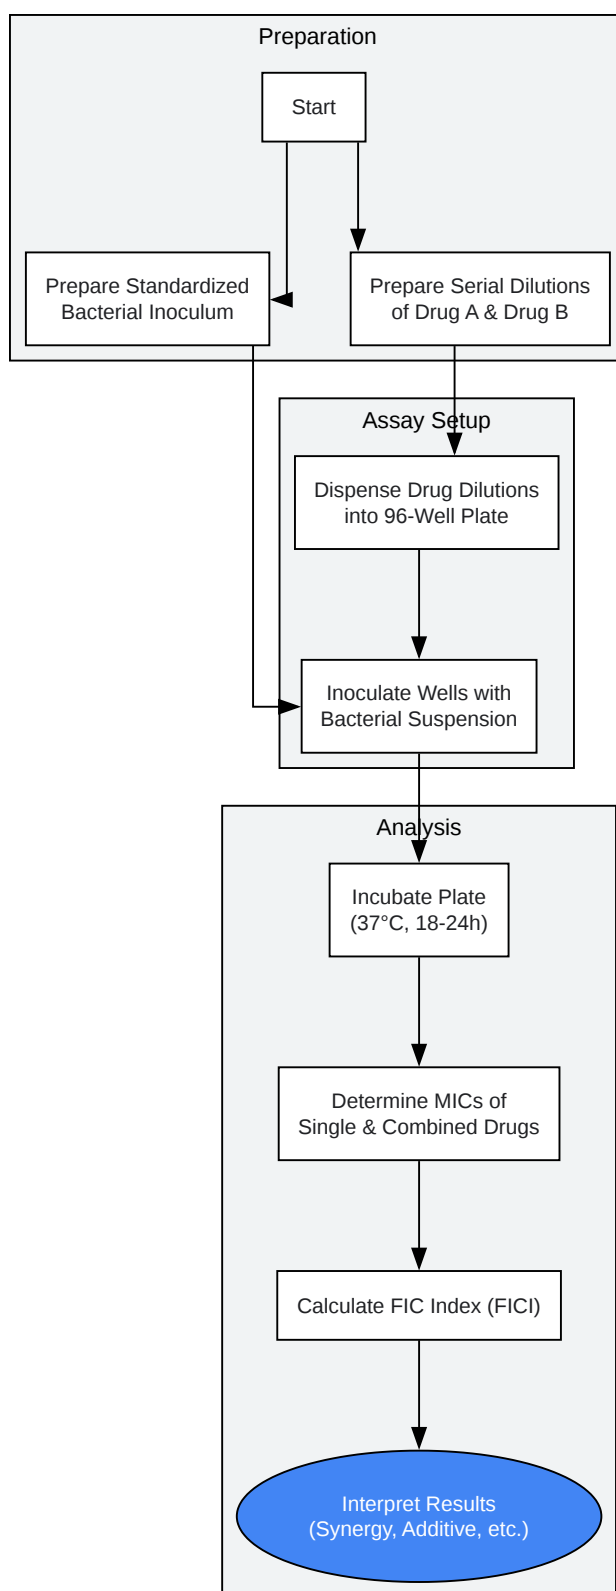 Preparation
Start
Prepare Standardized
Bacterial Inoculum
Prepare Serial Dilutions
of Drug A & Drug B
Assay Setup
Dispense Drug Dilutions
into 96-Well Plate
Inoculate Wells with
Bacterial Suspension
Analysis
Incubate Plate
(37°C, 18-24h)
Determine MICs of
Single & Combined Drugs
Calculate FIC Index (FICI)
Interpret Results
(Synergy, Additive, etc.)